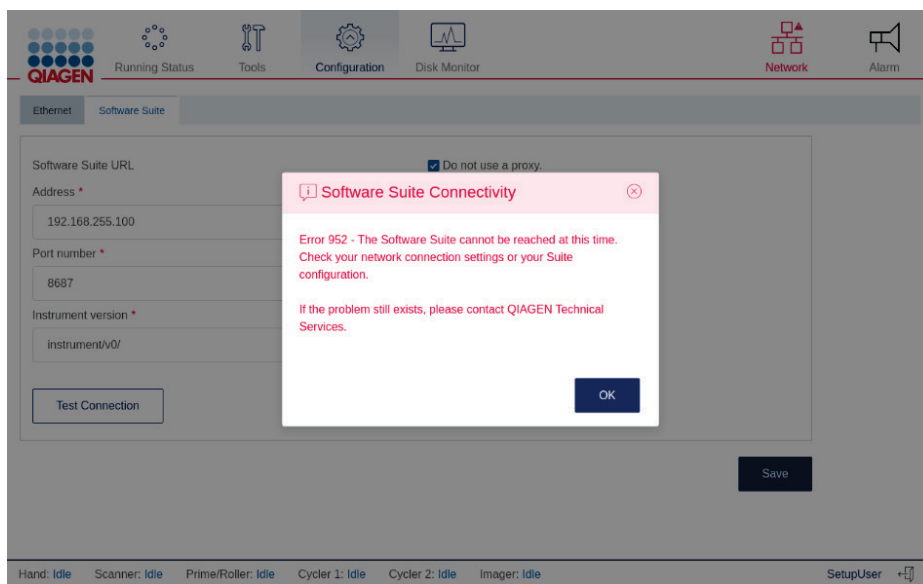 QIAGEN
Running Status
Tools
Configuration
Disk Monitor
Network
Alarm
Ethernet
Software Suite
Software Suite URL
Do not use a proxy.
Address *
192.168.255.100
Port number *
8687
Instrument version *
instrument/v0/
Test Connection
Software Suite Connectivity
Error 952 - The Software Suite cannot be reached at this time.
Check your network connection settings or your Suite
configuration.
If the problem still exists, please contact QIAGEN Technical
Services.
OK
Save
Hand: Idle Scanner: Idle Prime/Roller: Idle Cycler 1: Idle Cycler 2: Idle Imager: Idle SetupUser